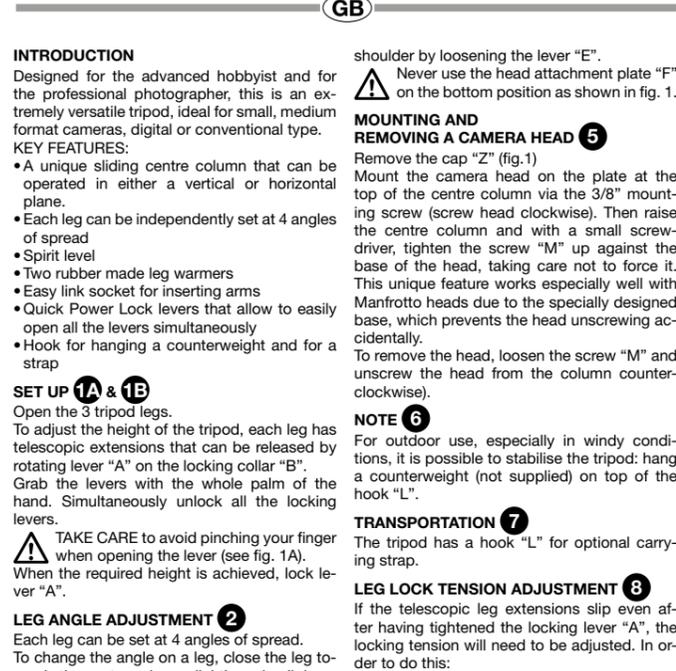 GB
INTRODUCTION
Designed for the advanced hobbyist and for
the professional photographer, this is an ex-
tremely versatile tripod, ideal for small, medium
format cameras, digital or conventional type.
KEY FEATURES:
• A unique sliding centre column that can be
operated in either a vertical or horizontal
plane.
• Each leg can be independently set at 4 angles
of spread
• Spirit level
• Two rubber made leg warmers
• Easy link socket for inserting arms
• Quick Power Lock levers that allow to easily
open all the levers simultaneously
• Hook for hanging a counterweight and for a
strap
SET UP 1A & 1B
Open the 3 tripod legs.
To adjust the height of the tripod, each leg has
telescopic extensions that can be released by
rotating lever “A” on the locking collar “B”.
Grab the levers with the whole palm of the
hand. Simultaneously unlock all the locking
levers.
TAKE CARE to avoid pinching your finger
when opening the lever (see fig. 1A).
When the required height is achieved, lock le-
ver “A”.
LEG ANGLE ADJUSTMENT 2
Each leg can be set at 4 angles of spread.
To change the angle on a leg, close the leg to-
shoulder by loosening the lever “E”.
Never use the head attachment plate “F”
on the bottom position as shown in fig. 1.
MOUNTING AND
REMOVING A CAMERA HEAD 5
Remove the cap “Z” (fig.1)
Mount the camera head on the plate at the
top of the centre column via the 3/8” mount-
ing screw (screw head clockwise). Then raise
the centre column and with a small screw-
driver, tighten the screw “M” up against the
base of the head, taking care not to force it.
This unique feature works especially well with
Manfrotto heads due to the specially designed
base, which prevents the head unscrewing ac-
cidentally.
To remove the head, loosen the screw “M” and
unscrew the head from the column counter-
clockwise).
NOTE 6
For outdoor use, especially in windy condi-
tions, it is possible to stabilise the tripod: hang
a counterweight (not supplied) on top of the
hook “L”.
TRANSPORTATION 7
The tripod has a hook “L” for optional carry-
ing strap.
LEG LOCK TENSION ADJUSTMENT 8
If the telescopic leg extensions slip even af-
ter having tightened the locking lever “A”, the
locking tension will need to be adjusted. In or-
der to do this: